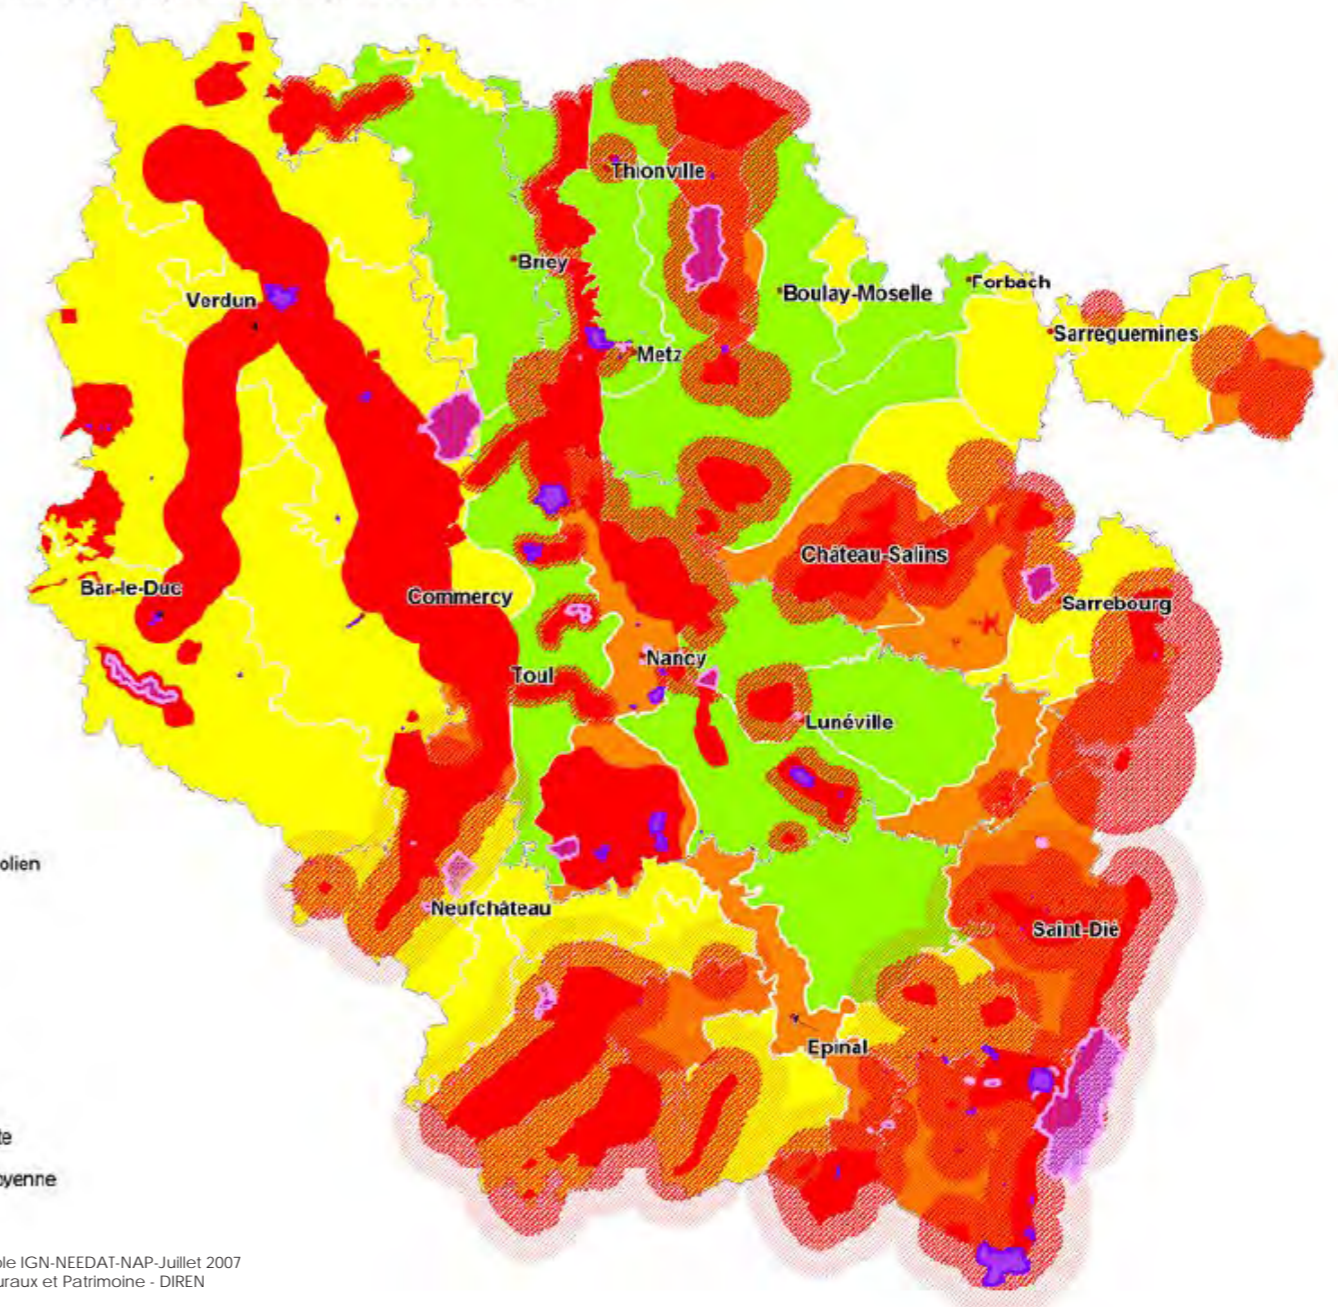 Thionville
Briey
Boulay-Moselle
Forbach
Verdun
Sarreguemines
Metz
Château-Salins
Bar-le-Duc
Commercy
Sarrebourg
Nancy
Toul
Lunéville
olien
Neufchâteau
Saint-Dié
Epinal
te
oyenne
ole IGN-NEEDAT-NAP-Juillet 2007
uraux et Patrimoine - DIREN